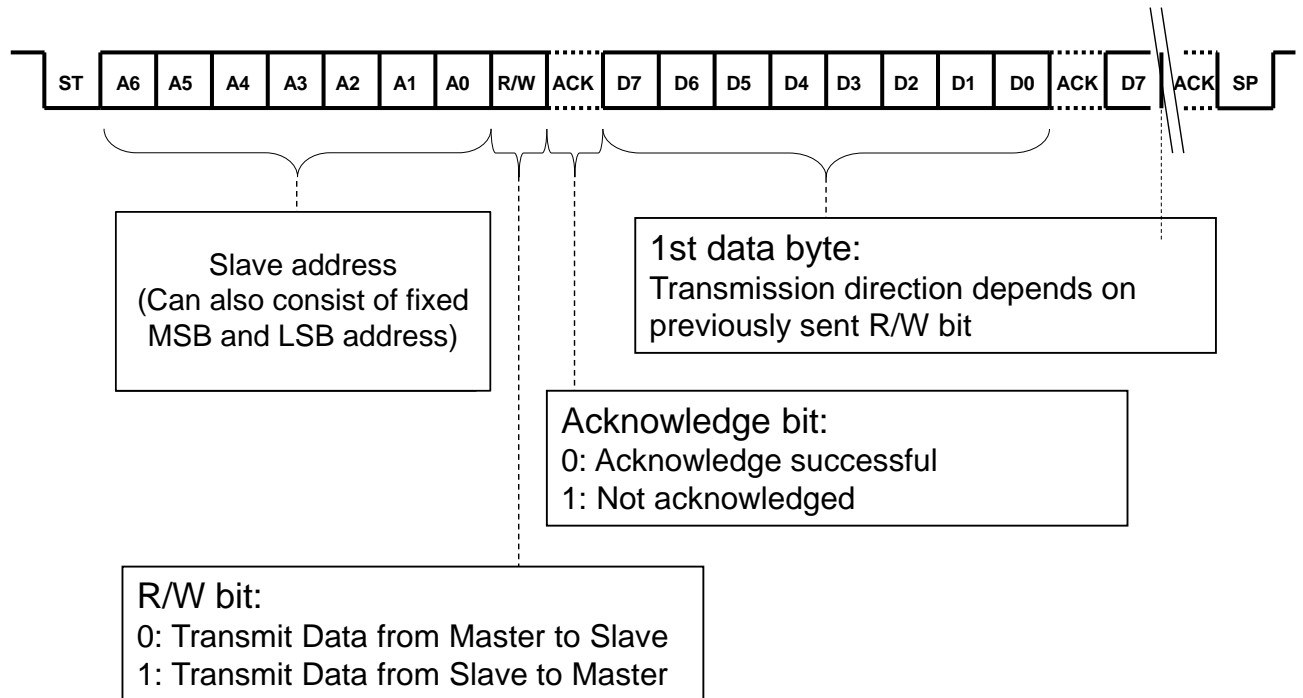 ST A6 A5 A4 A3 A2 A1 A0 R/W ACK D7 D6 D5 D4 D3 D2 D1 D0 ACK D7 ACK SP
Slave address
(Can also consist of fixed
MSB and LSB address)
1st data byte:
Transmission direction depends on
previously sent R/W bit
Acknowledge bit:
0: Acknowledge successful
1: Not acknowledged
R/W bit:
0: Transmit Data from Master to Slave
1: Transmit Data from Slave to Master